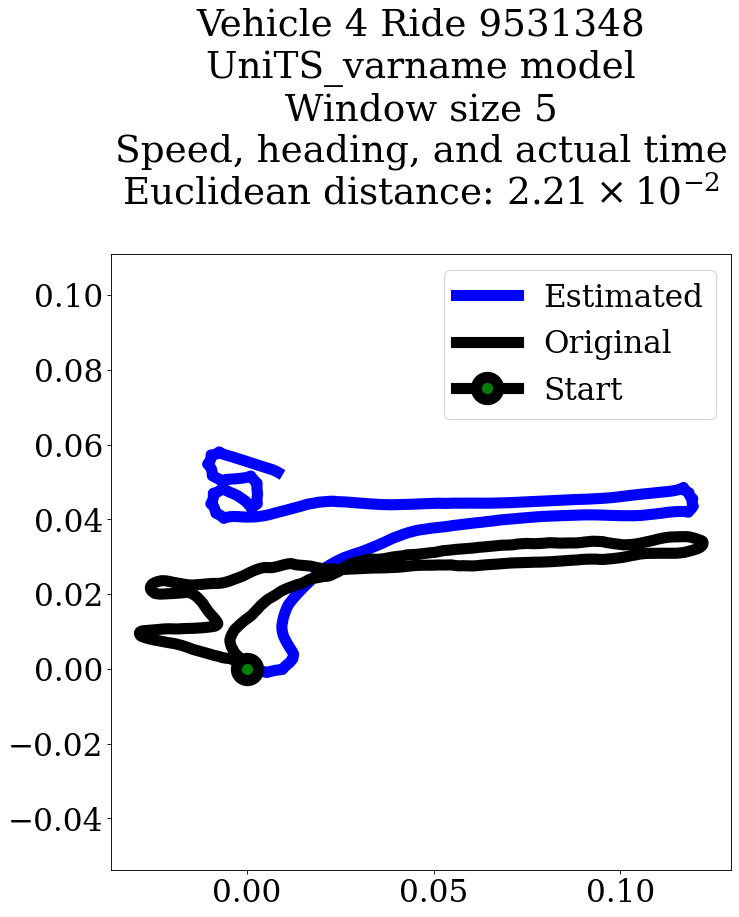 Vehicle 4 Ride 9531348
UniTS_varname model
Window size 5
Speed, heading, and actual time
Euclidean distance: 2.21 × 10⁻²
Estimated
Original
Start
0.10
0.08
0.06
0.04
0.02
0.00
−0.02
−0.04
0.00 0.05 0.10